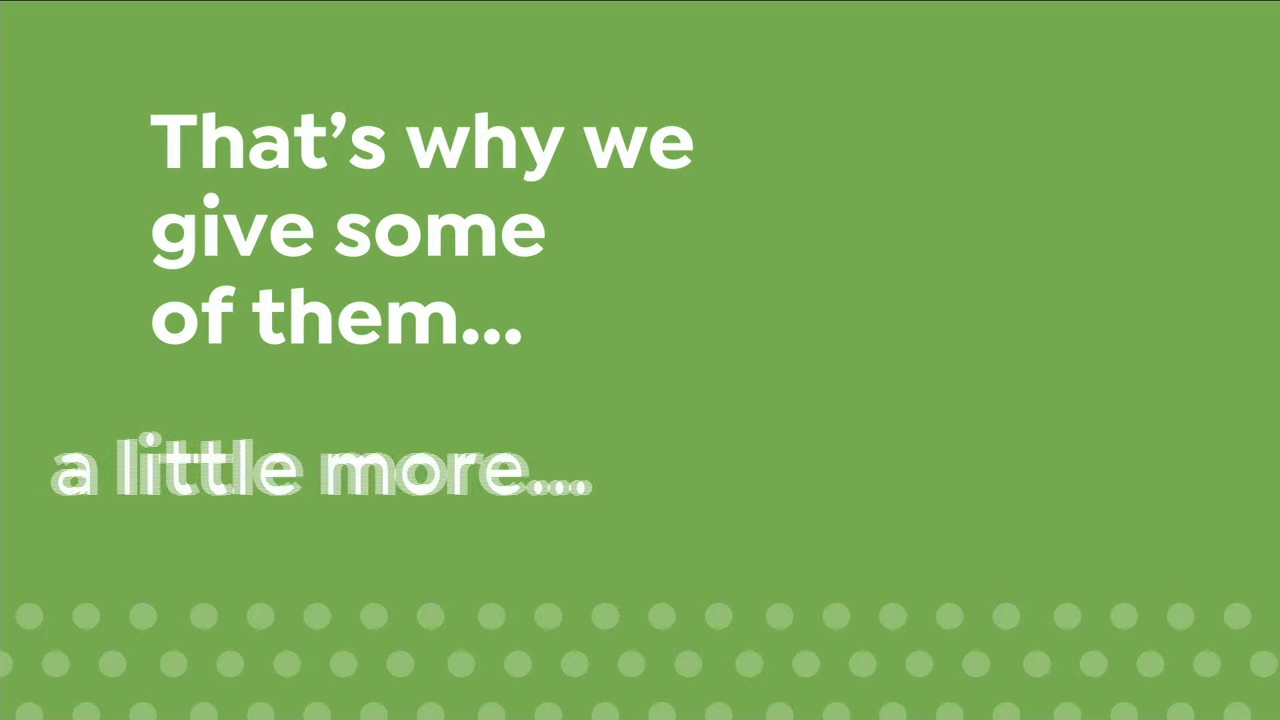 That’s why we
give some
of them...
a little more...